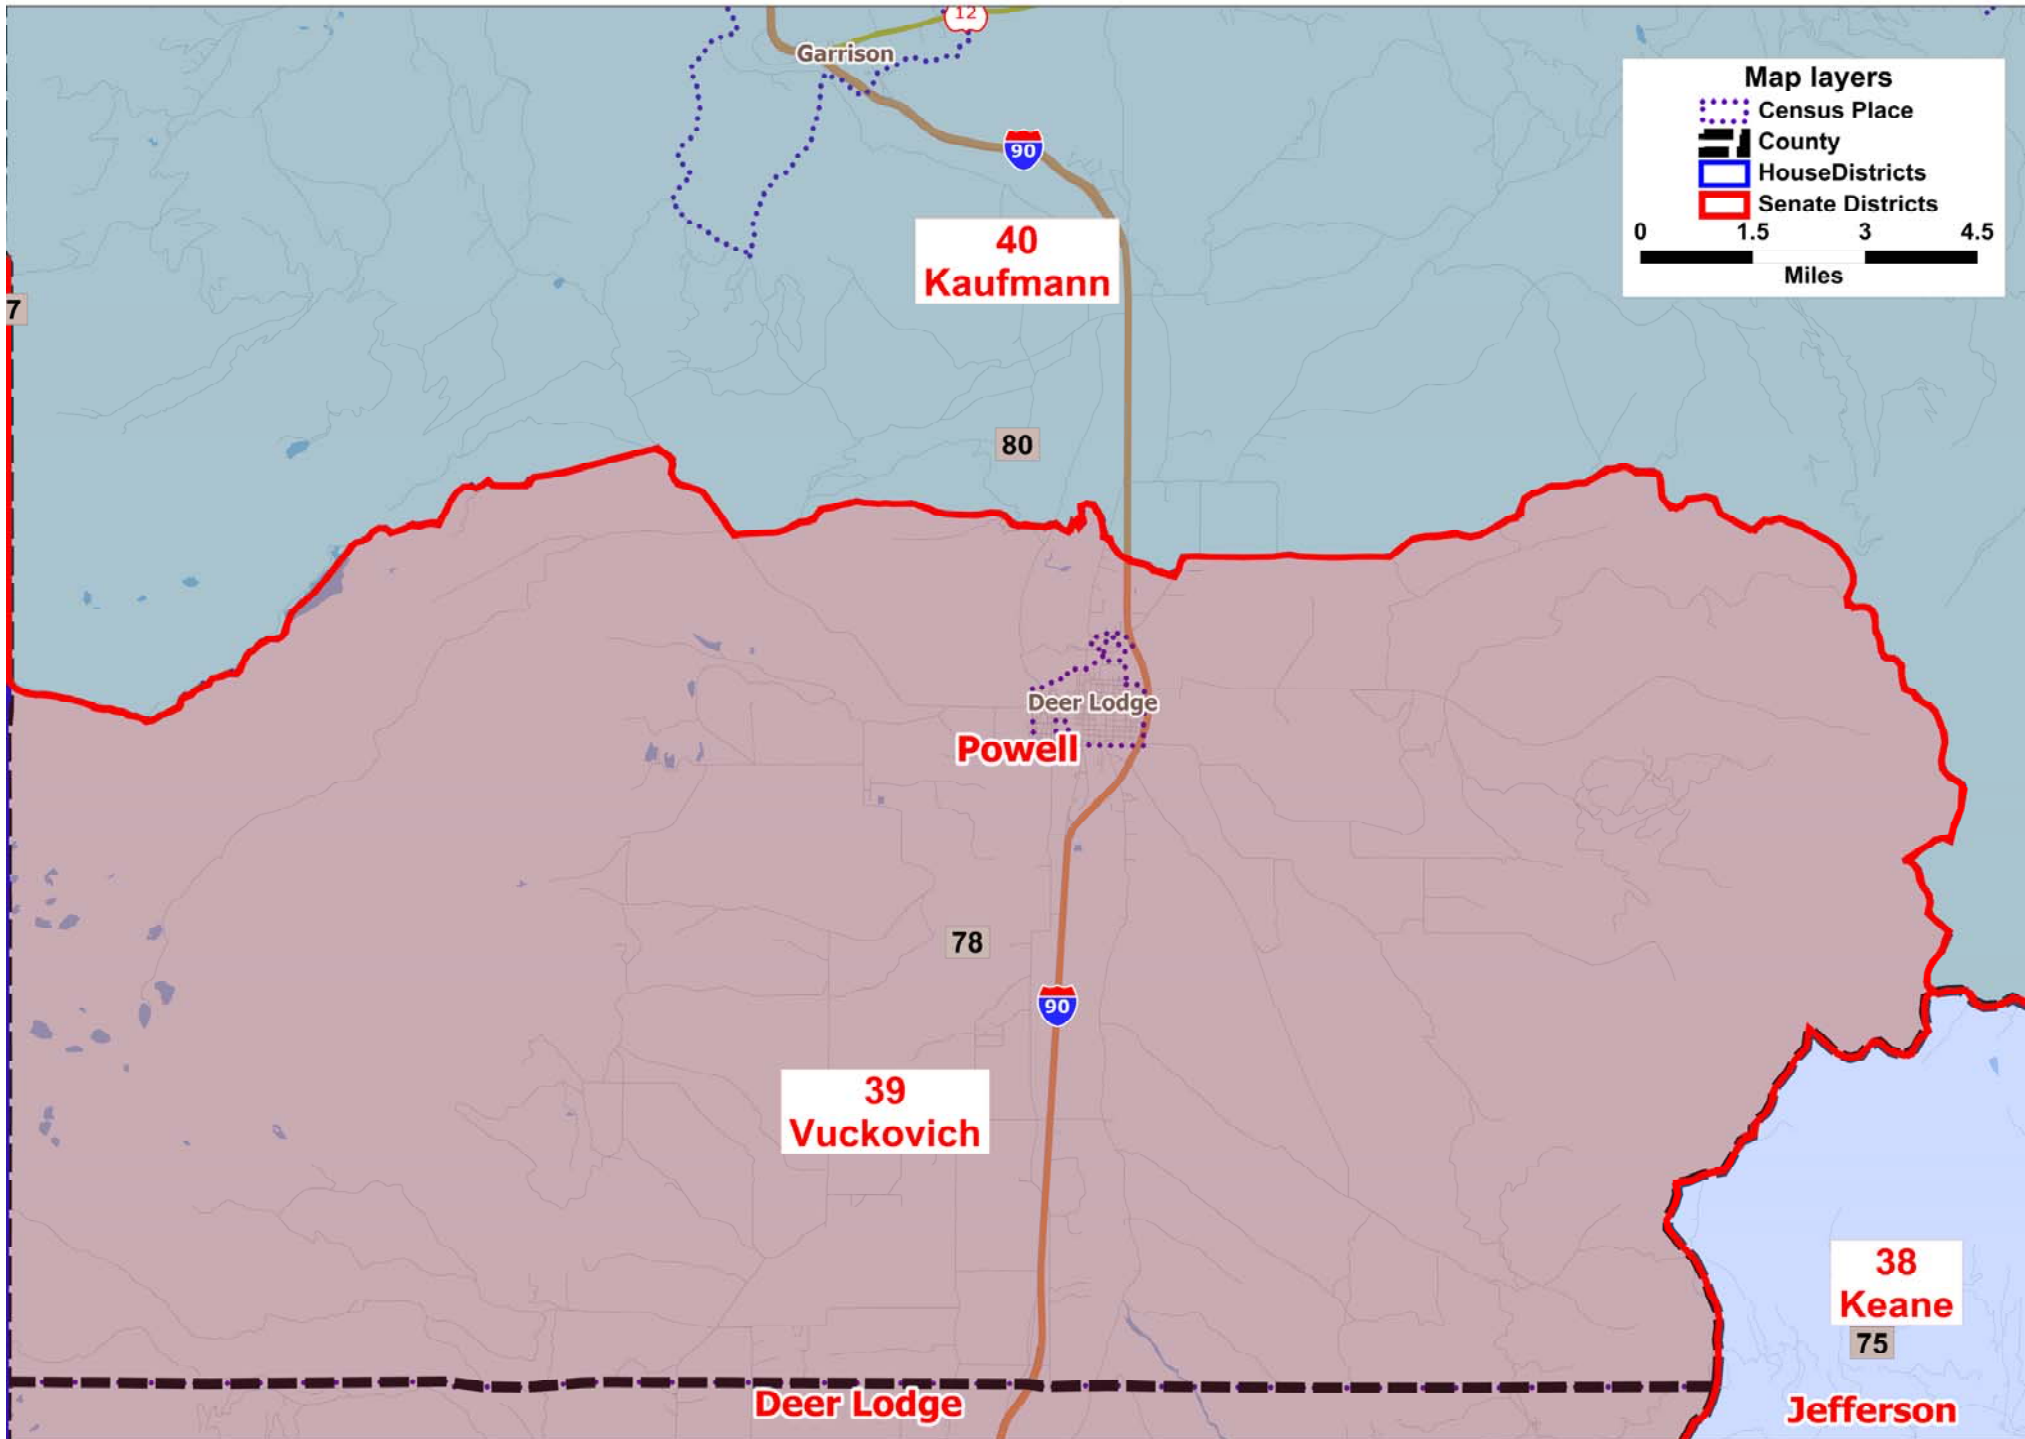 12
Garrison
Map layers
Census Place
County
HouseDistricts
Senate Districts
0 1.5 3 4.5
Miles
90
40
Kaufmann
7
80
Deer Lodge
Powell
78
90
39
Vuckovich
38
Keane
75
Deer Lodge
Jefferson